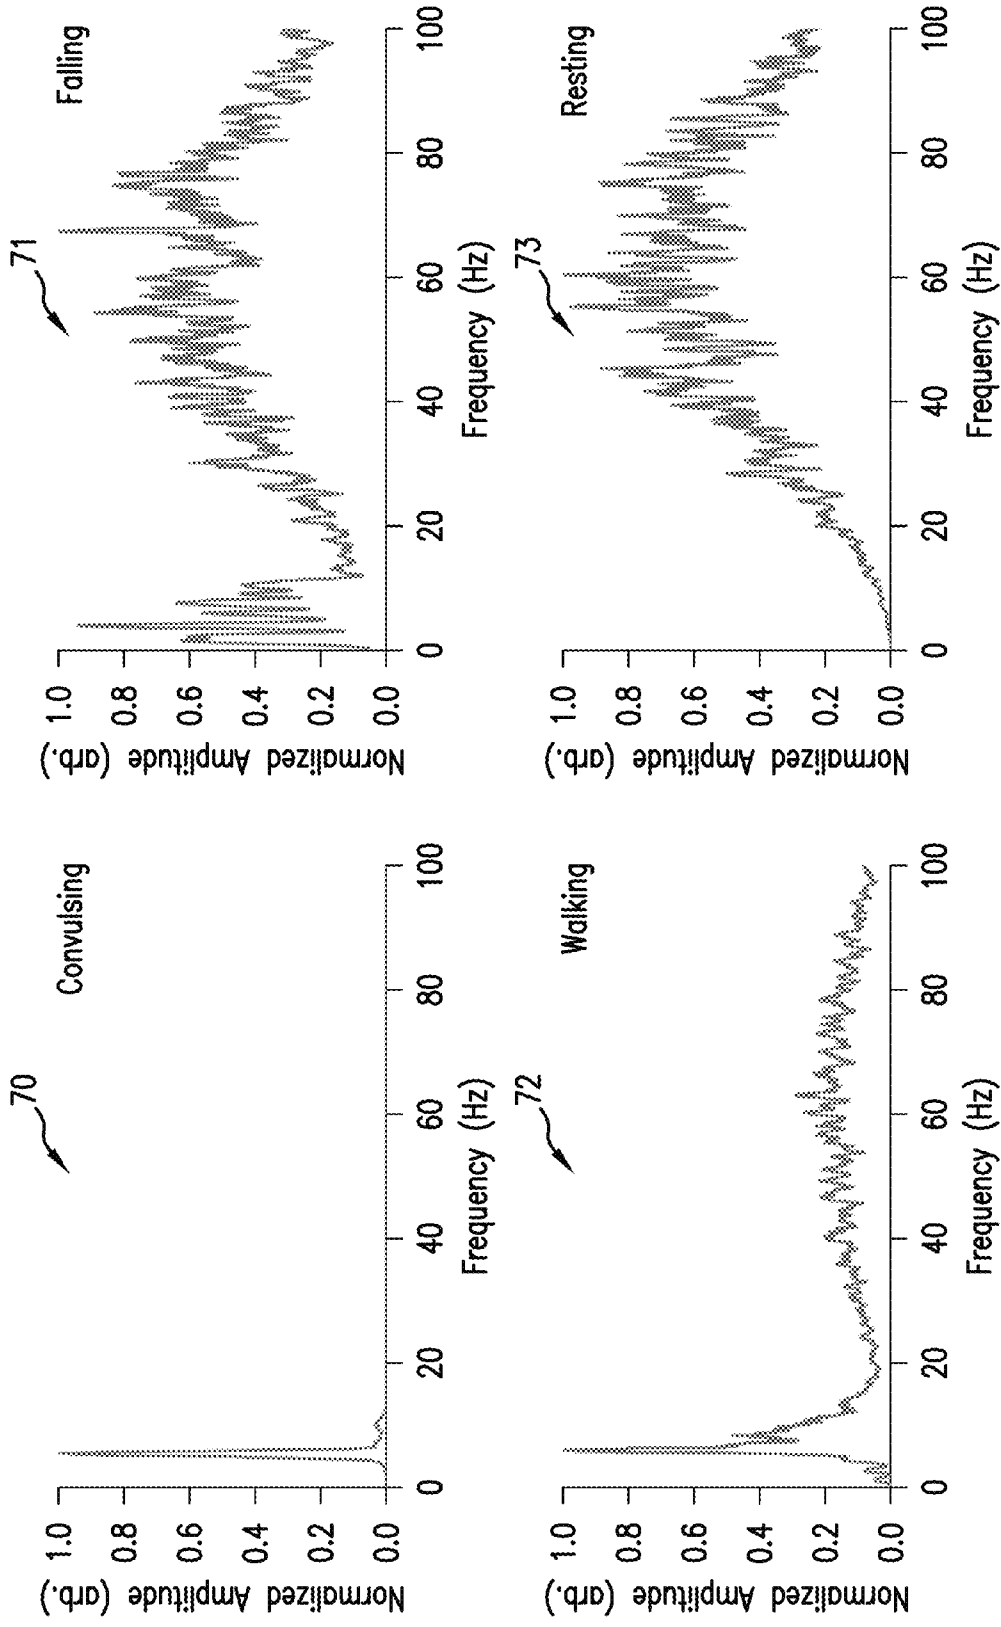 70
Convulsing
Normalized Amplitude (arb.)
1.0
0.8
0.6
0.4
0.2
0.0
0 20 40 60 80 100
Frequency (Hz)
71
Falling
Normalized Amplitude (arb.)
1.0
0.8
0.6
0.4
0.2
0.0
0 20 40 60 80 100
Frequency (Hz)
72
Walking
Normalized Amplitude (arb.)
1.0
0.8
0.6
0.4
0.2
0.0
0 20 40 60 80 100
Frequency (Hz)
73
Resting
Normalized Amplitude (arb.)
1.0
0.8
0.6
0.4
0.2
0.0
0 20 40 60 80 100
Frequency (Hz)